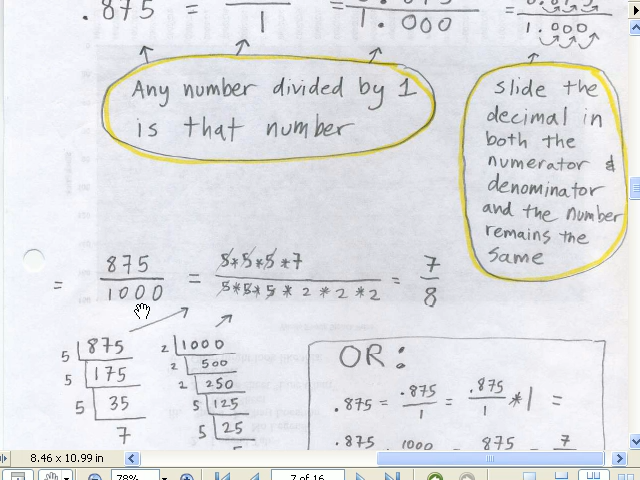 .875 = — = — = —
1 1.000 1.000
Any number divided by 1
is that number
slide the
decimal in
both the
numerator &
denominator
and the number
remains the
same
= 875/1000 = 5*5*5*7 / 5*5*5*2*2*2 = 7/8
5 875
5 175
5 35
7
2 1000
2 500
2 250
5 125
5 25
OR:
.875 = .875/1 = .875/1 * 1 =
.875 1000 875 7
8.46 x 10.99 in
78%
7 of 16